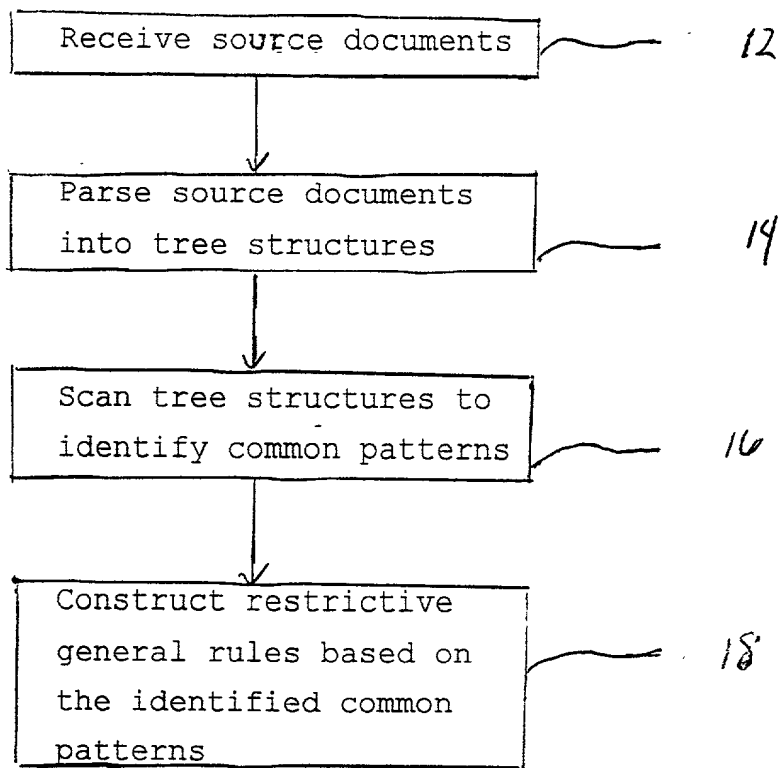 Receive source documents
12
Parse source documents
into tree structures
14
Scan tree structures to
identify common patterns
16
Construct restrictive
general rules based on
the identified common
patterns
18